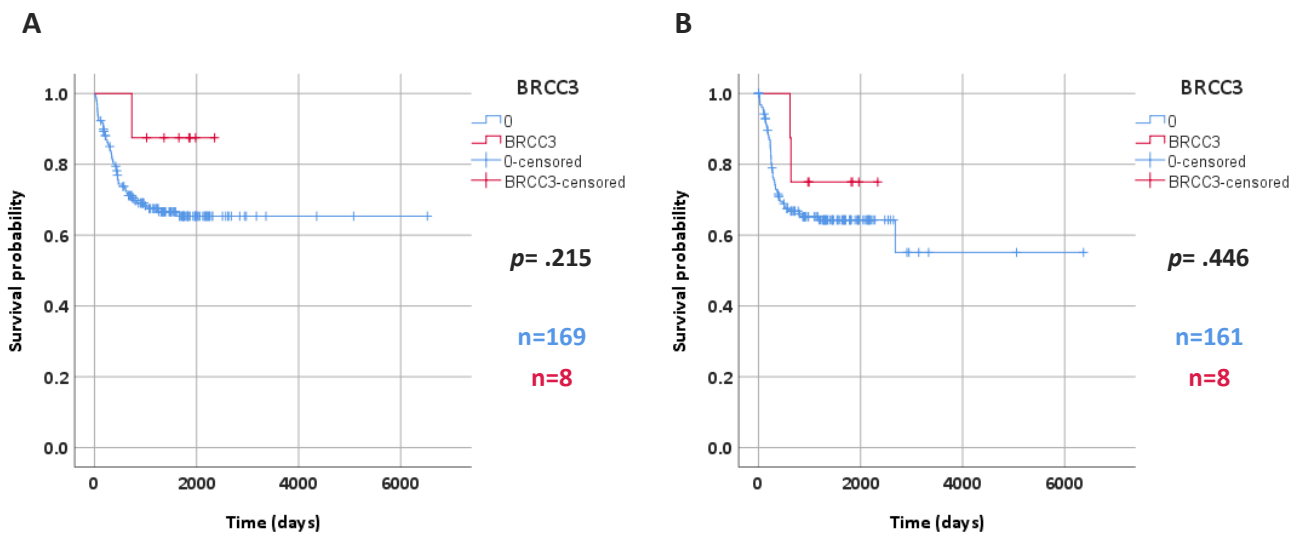 A
B
BRCC3
0
BRCC3
0-censored
BRCC3-censored
p= .215
n=169
n=8
1.0
0.8
0.6
0.4
0.2
0.0
Survival probability
0
2000
4000
6000
Time (days)
BRCC3
0
BRCC3
0-censored
BRCC3-censored
p= .446
n=161
n=8
1.0
0.8
0.6
0.4
0.2
0.0
Survival probability
0
2000
4000
6000
Time (days)